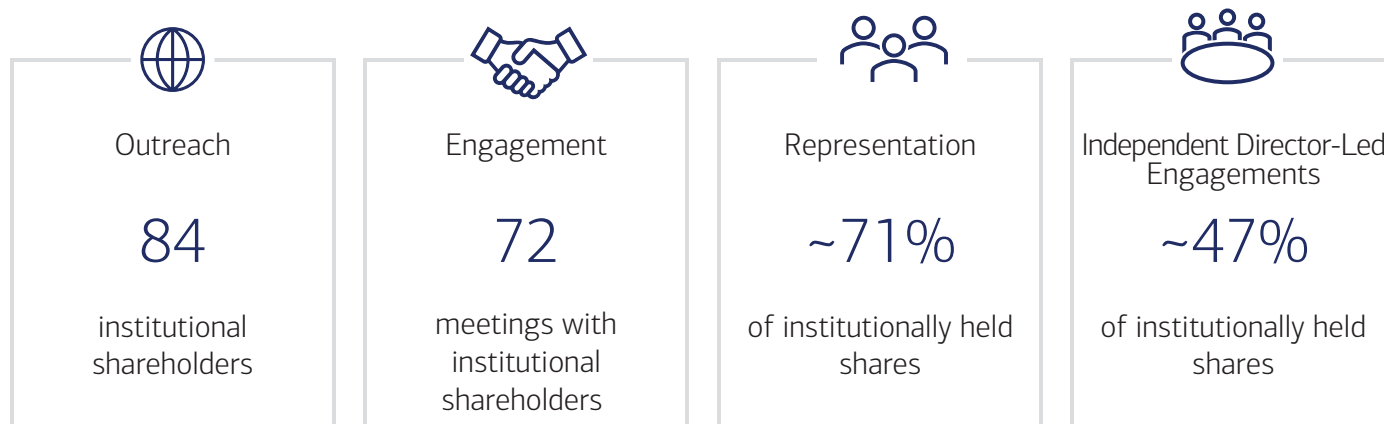 Outreach
84
institutional
shareholders
Engagement
72
meetings with
institutional
shareholders
Representation
~71%
of institutionally held
shares
Independent Director-Led
Engagements
~47%
of institutionally held
shares